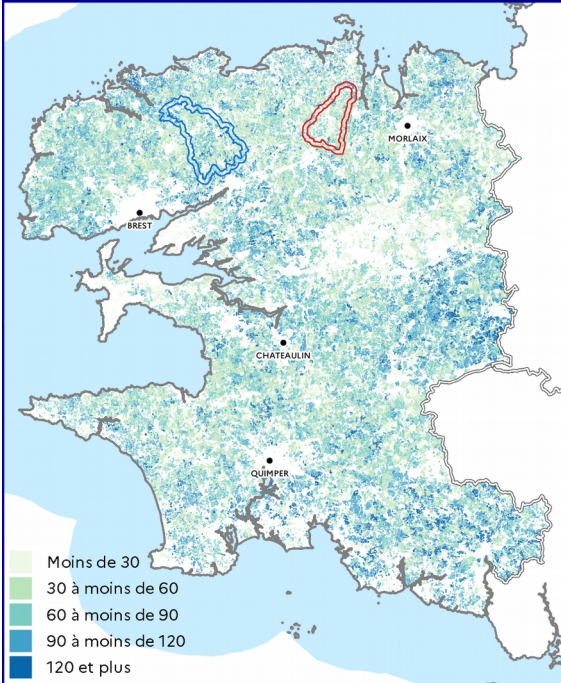 MORLAIX
BREST
CHATEAULIN
QUIMPER
Moins de 30
30 à moins de 60
60 à moins de 90
90 à moins de 120
120 et plus